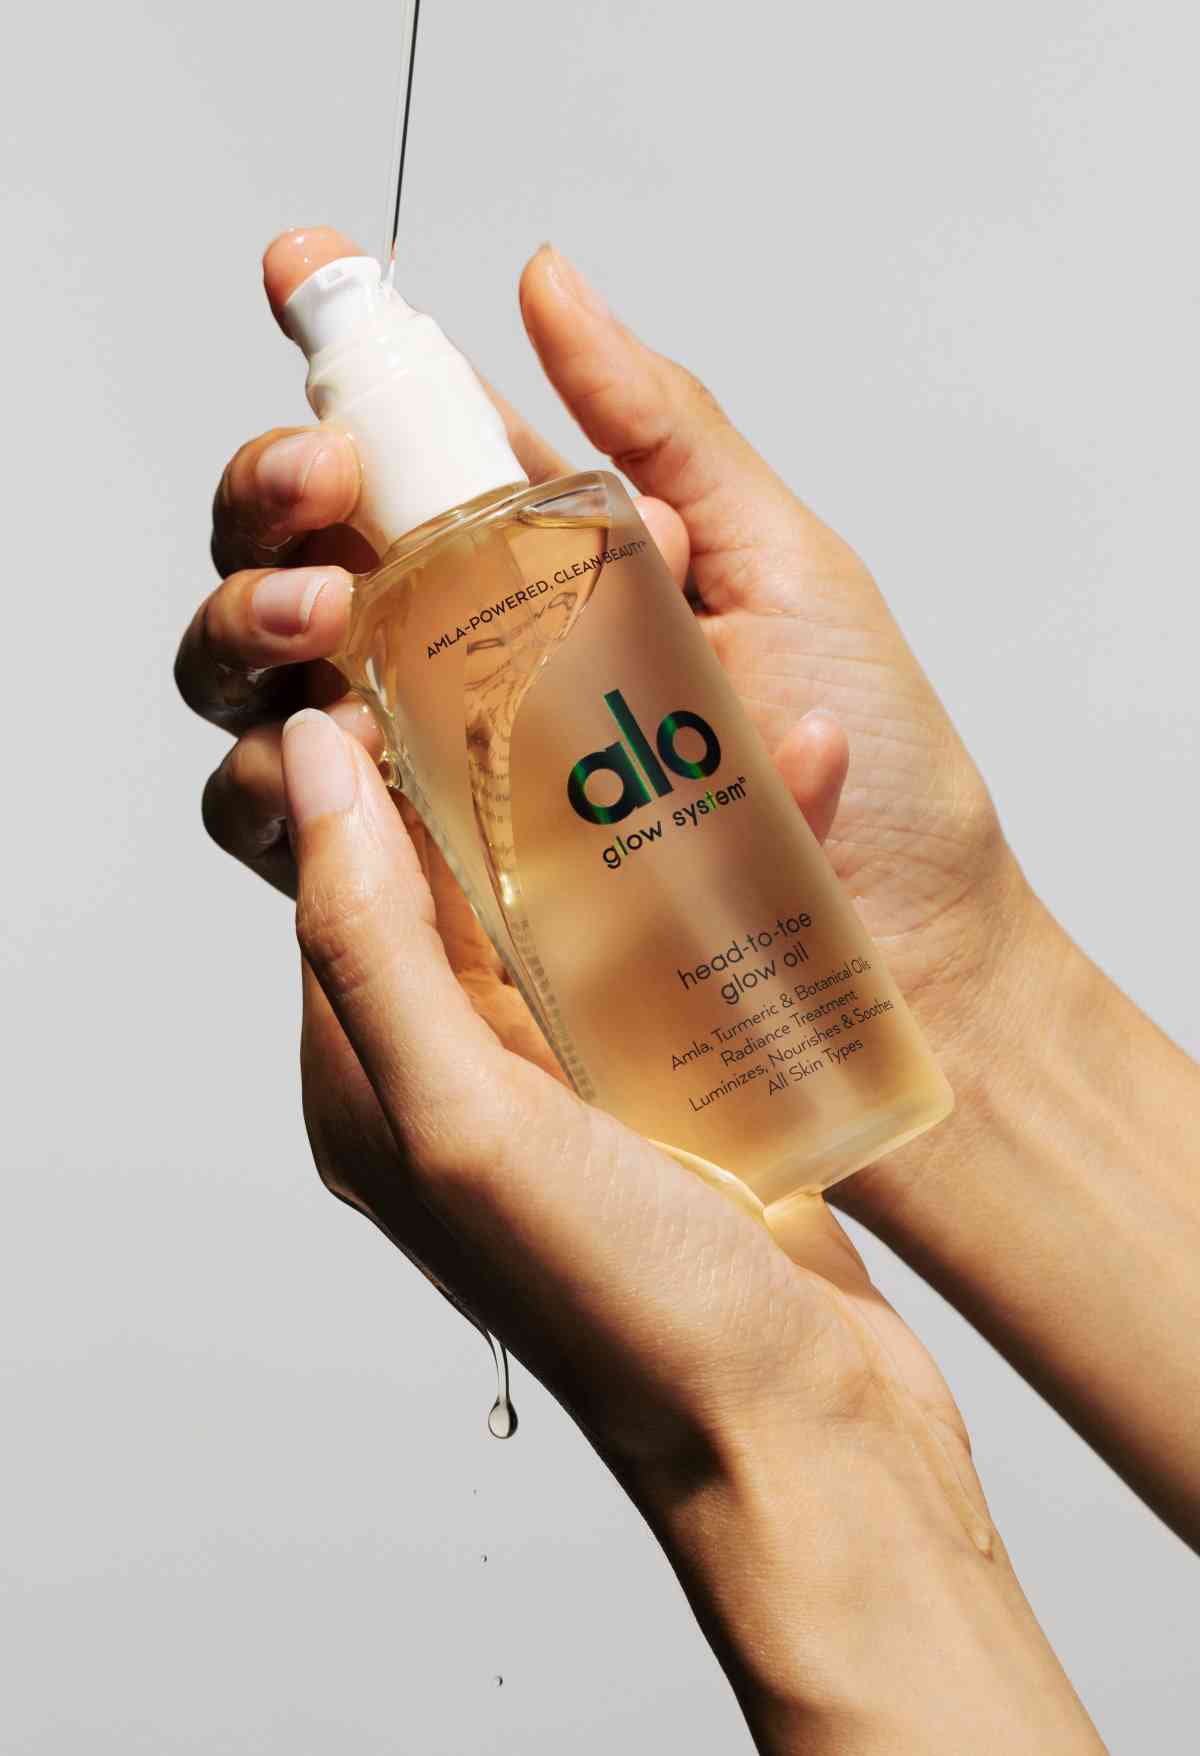 AMLA-POWERED, CLEAN BEAUTY™
alo
glow system®
head-to-toe
glow oil
Amla, Turmeric & Botanical Oils
Radiance Treatment
Luminizes, Nourishes & Soothes
All Skin Types